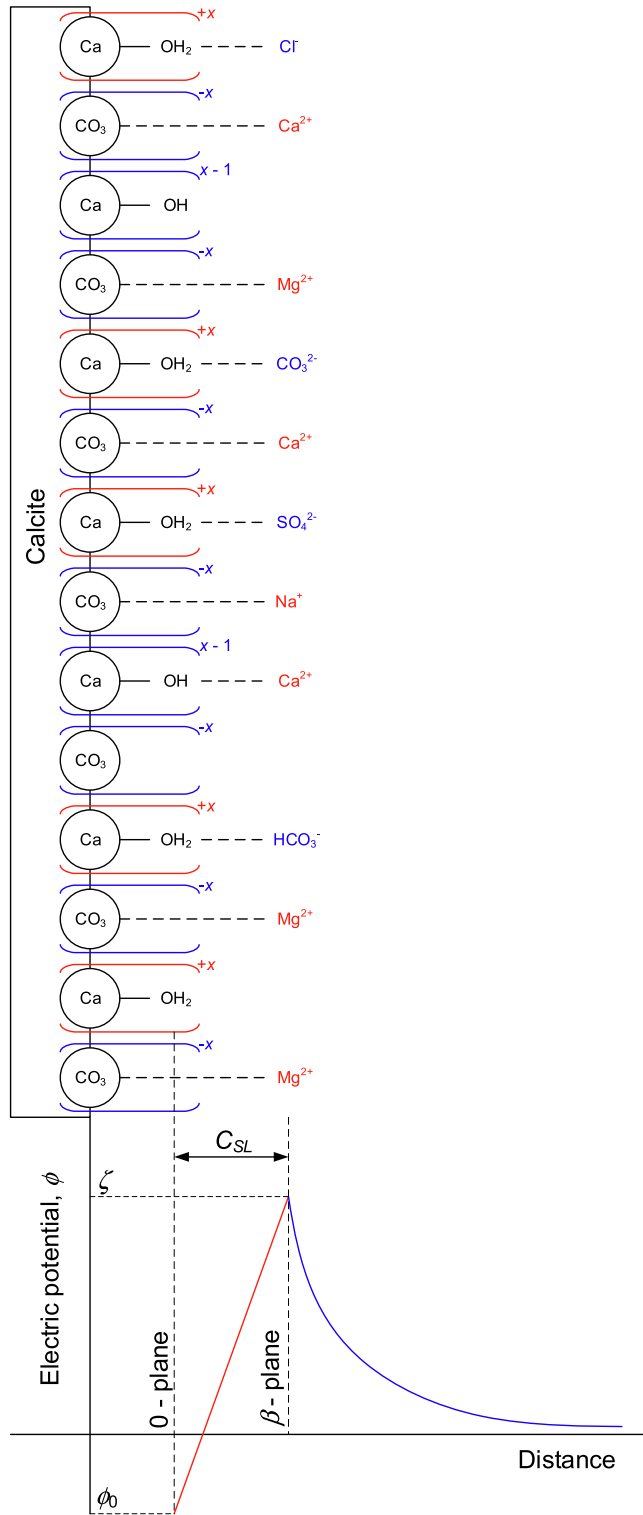 +x
Ca OH₂ Cl⁻
-x
CO₃ Ca²⁺
x - 1
Ca OH
-x
CO₃ Mg²⁺
+x
Ca OH₂ CO₃²⁻
-x
CO₃ Ca²⁺
+x
Ca OH₂ SO₄²⁻
-x
CO₃ Na⁺
x - 1
Ca OH Ca²⁺
-x
CO₃
+x
Ca OH₂ HCO₃⁻
-x
CO₃ Mg²⁺
+x
Ca OH₂
-x
CO₃ Mg²⁺
Calcite
C_SL
ζ
Electric potential, ϕ
0 - plane
β - plane
Distance
ϕ₀